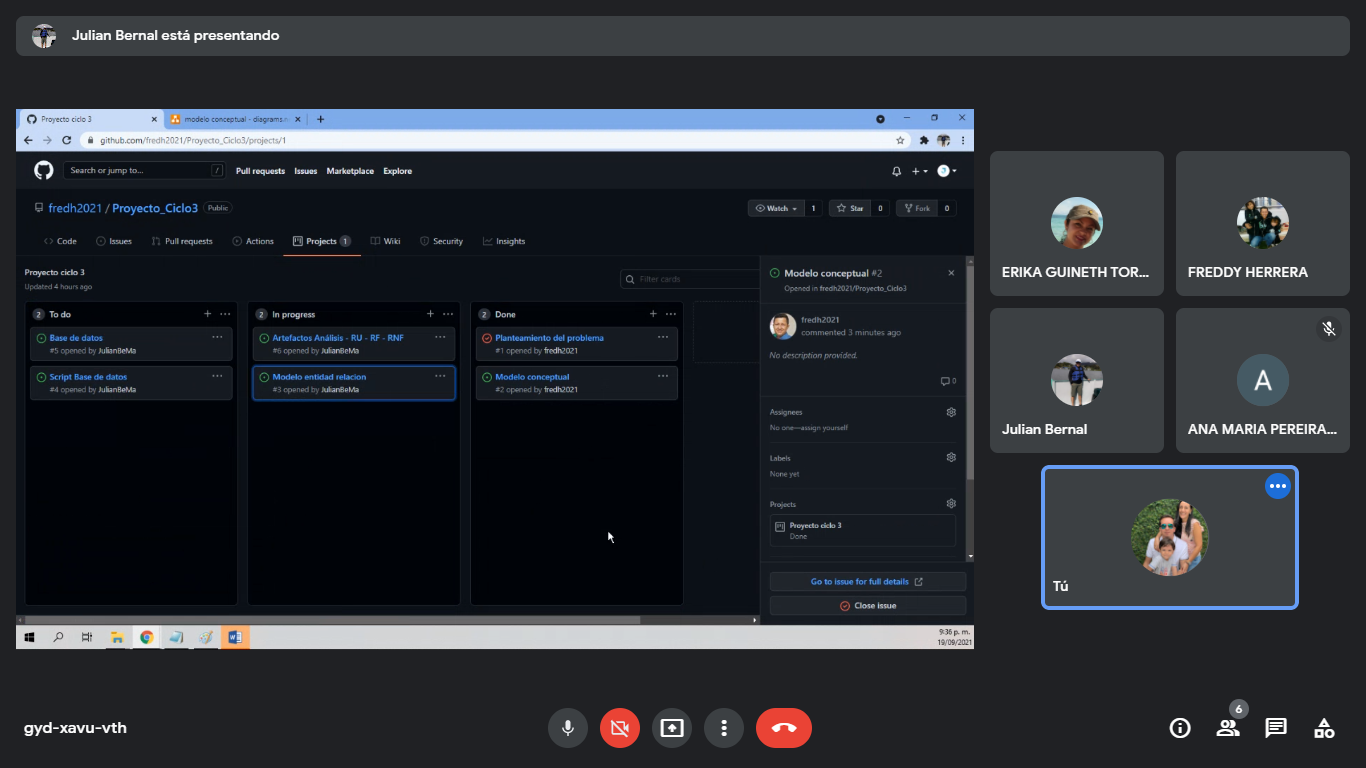 Julian Bernal está presentando
Proyecto ciclo 3
modelo conceptual - diagrams.n
github.com/fredh2021/Proyecto_Ciclo3/projects/1
Search or jump to... /
Pull requests Issues Marketplace Explore
fredh2021 / Proyecto_Ciclo3 Public
Watch 1 Star 0 Fork 0
Code Issues Pull requests Actions Projects 1 Wiki Security Insights
Proyecto ciclo 3
Updated 4 hours ago
Filter cards
2 To do
Base de datos
#5 opened by JulianBeMa
Script Base de datos
#4 opened by JulianBeMa
2 In progress
Artefactos Análisis - RU - RF - RNF
#6 opened by JulianBeMa
Modelo entidad relacion
#3 opened by JulianBeMa
2 Done
Planteamiento del problema
#1 opened by fredh2021
Modelo conceptual
#2 opened by fredh2021
Modelo conceptual #2
Opened in fredh2021/Proyecto_Ciclo3
fredh2021
commented 3 minutes ago
No description provided.
0
Assignees
No one—assign yourself
Labels
None yet
Projects
Proyecto ciclo 3
Done
Go to issue for full details
Close issue
9:36 p. m.
19/09/2021
ERIKA GUINETH TOR...
FREDDY HERRERA
Julian Bernal
A
ANA MARIA PEREIRA...
Tú
gyd-xavu-vth
6